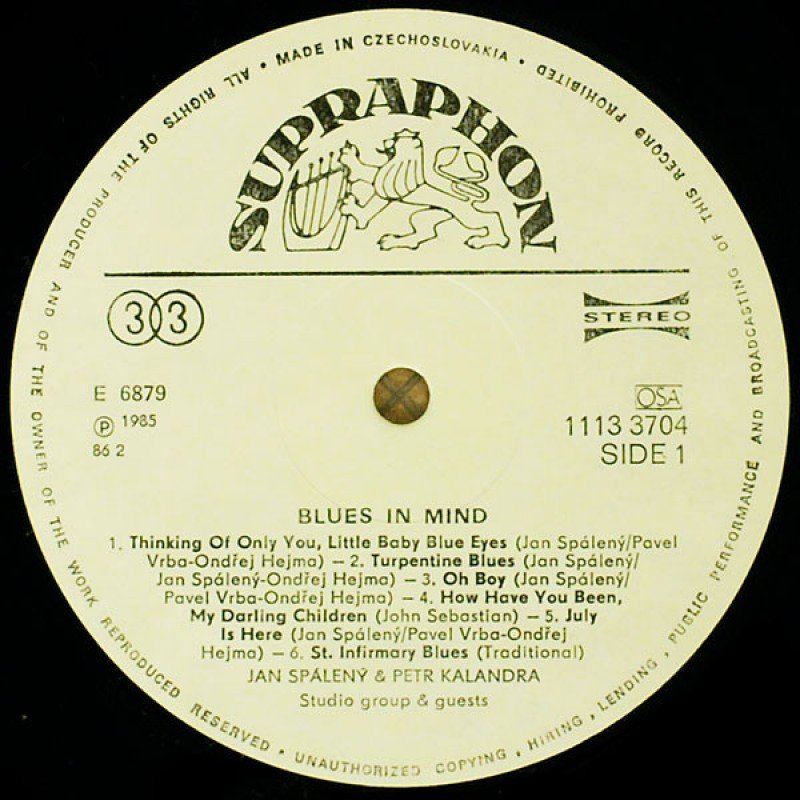 ALL RIGHTS OF THE PRODUCER AND OF THE OWNER OF THE WORK REPRODUCED RESERVED • UNAUTHORIZED COPYING, HIRING, LENDING, PUBLIC PERFORMANCE AND BROADCASTING OF THIS RECORD PROHIBITED • MADE IN CZECHOSLOVAKIA •
SUPRAPHON
33
STEREO
E 6879
Ⓟ 1985
86 2
OSA
1113 3704
SIDE 1
BLUES IN MIND
1. Thinking Of Only You, Little Baby Blue Eyes (Jan Spálený/Pavel
Vrba-Ondřej Hejma) – 2. Turpentine Blues (Jan Spálený/
Jan Spálený-Ondřej Hejma) – 3. Oh Boy (Jan Spálený/
Pavel Vrba-Ondřej Hejma) – 4. How Have You Been,
My Darling Children (John Sebastian) – 5. July
Is Here (Jan Spálený/Pavel Vrba-Ondřej
Hejma) – 6. St. Infirmary Blues (Traditional)
JAN SPÁLENÝ & PETR KALANDRA
Studio group & guests